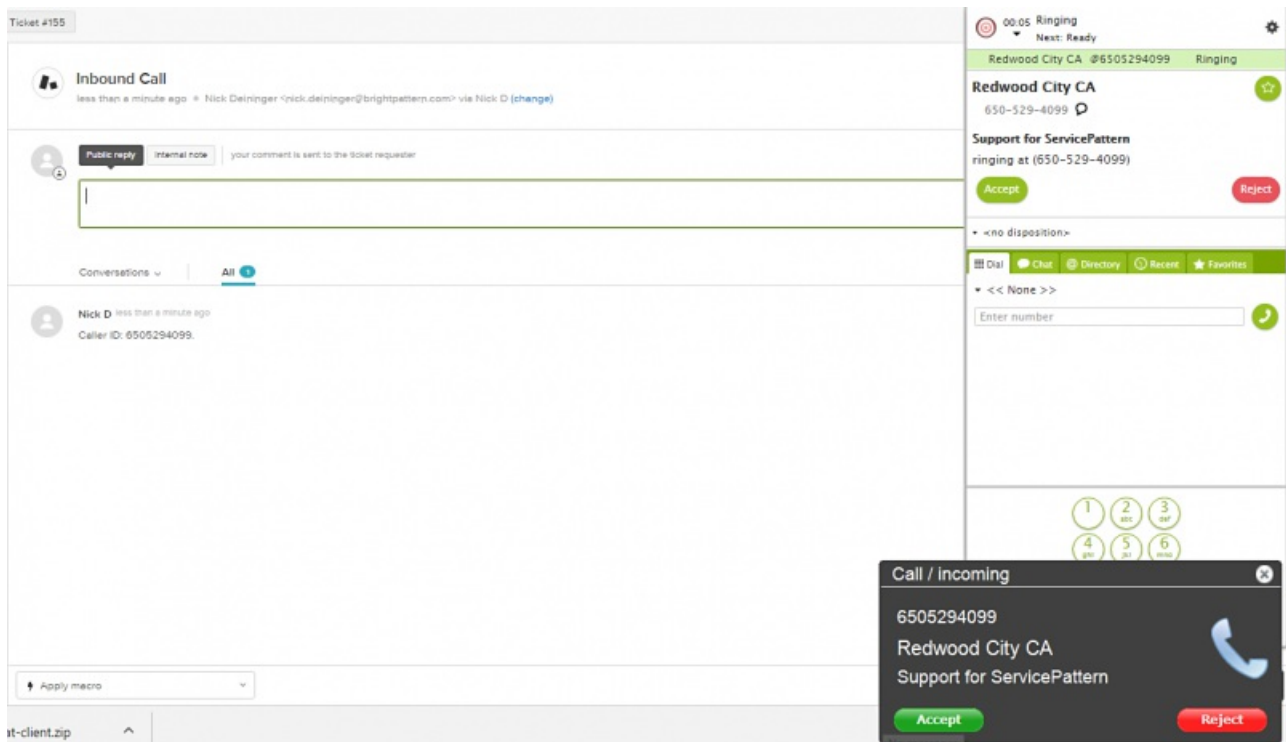 Ticket #155
Inbound Call
less than a minute ago Nick Deininger <nick.deininger@brightpattern.com> via Nick D (change)
Public reply Internal note your comment is sent to the ticket requester
Conversations All 1
Nick D less than a minute ago
Caller ID: 6505294099.
Apply macro
at-client.zip
00:05 Ringing
Next: Ready
Redwood City CA @6505294099 Ringing
Redwood City CA
650-529-4099
Support for ServicePattern
ringing at (650-529-4099)
Accept Reject
<no disposition>
Dial Chat Directory Recent Favorites
<< None >>
Enter number
1 2 abc 3 def
4 ghi 5 jkl 6 mno
Call / incoming
6505294099
Redwood City CA
Support for ServicePattern
Accept Reject